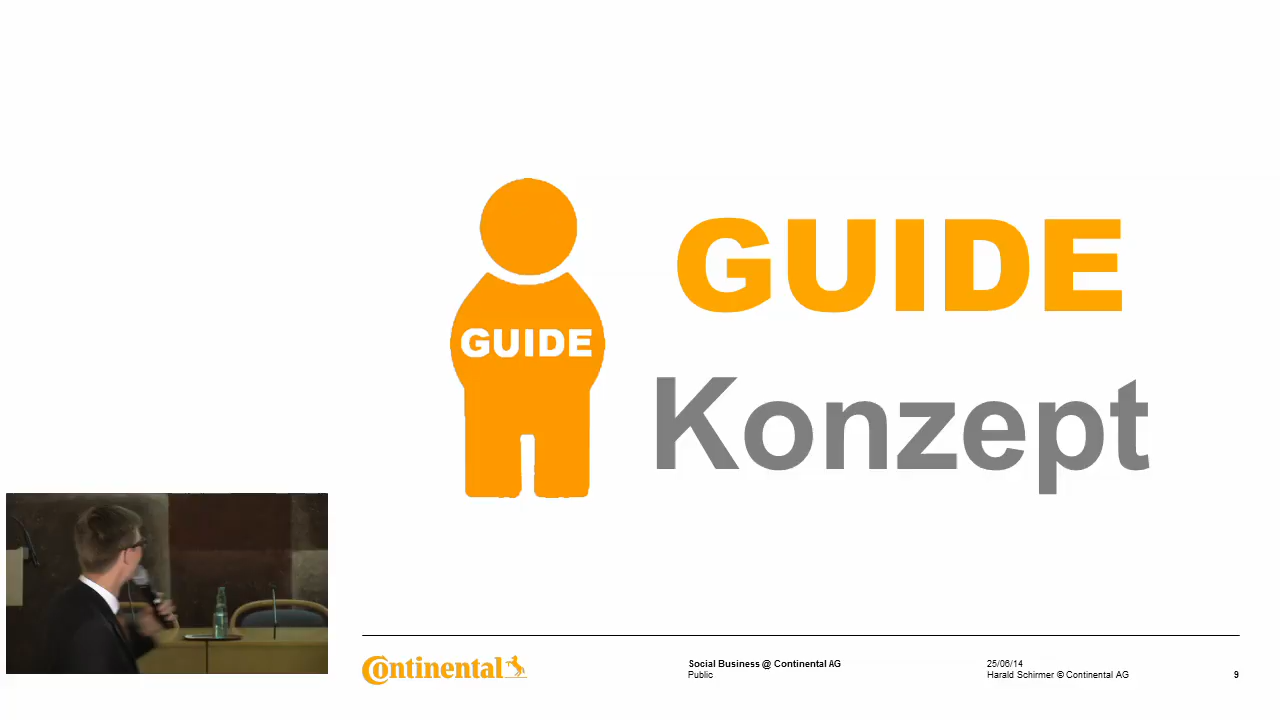 GUIDE
GUIDE
Konzept
Continental
Social Business @ Continental AG
Public
25/06/14
Harald Schirmer © Continental AG
9